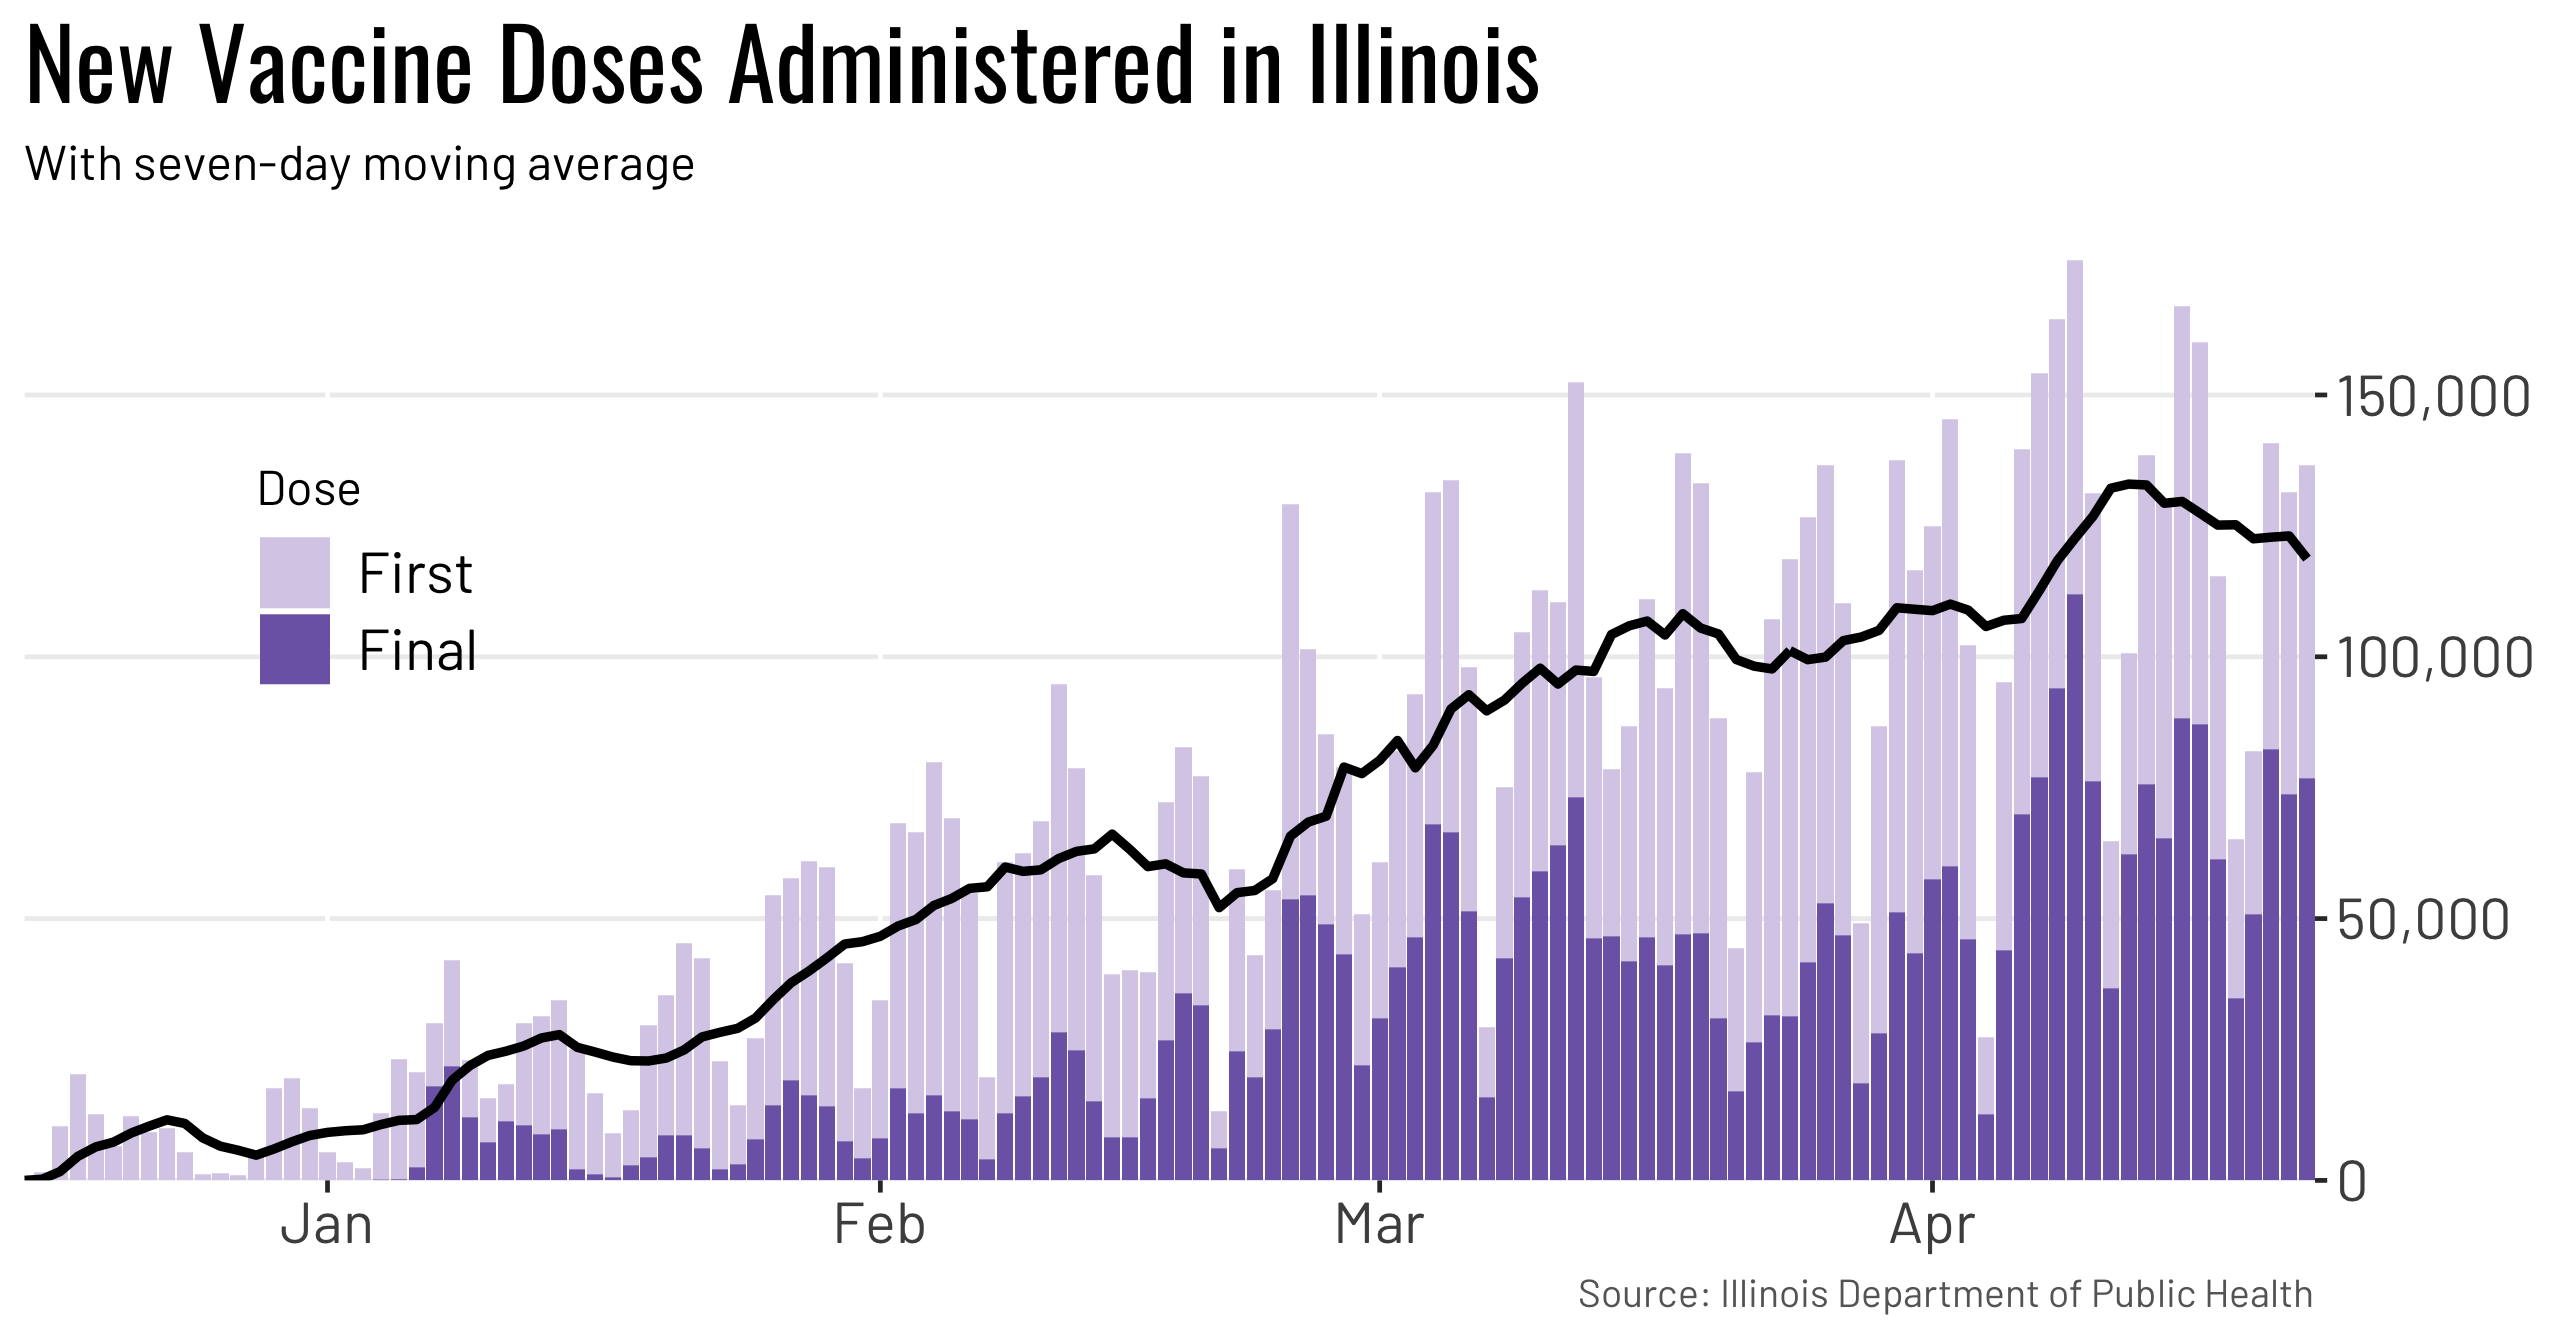 New Vaccine Doses Administered in Illinois
With seven-day moving average
Dose
First
Final
150,000
100,000
50,000
0
Jan Feb Mar Apr
Source: Illinois Department of Public Health